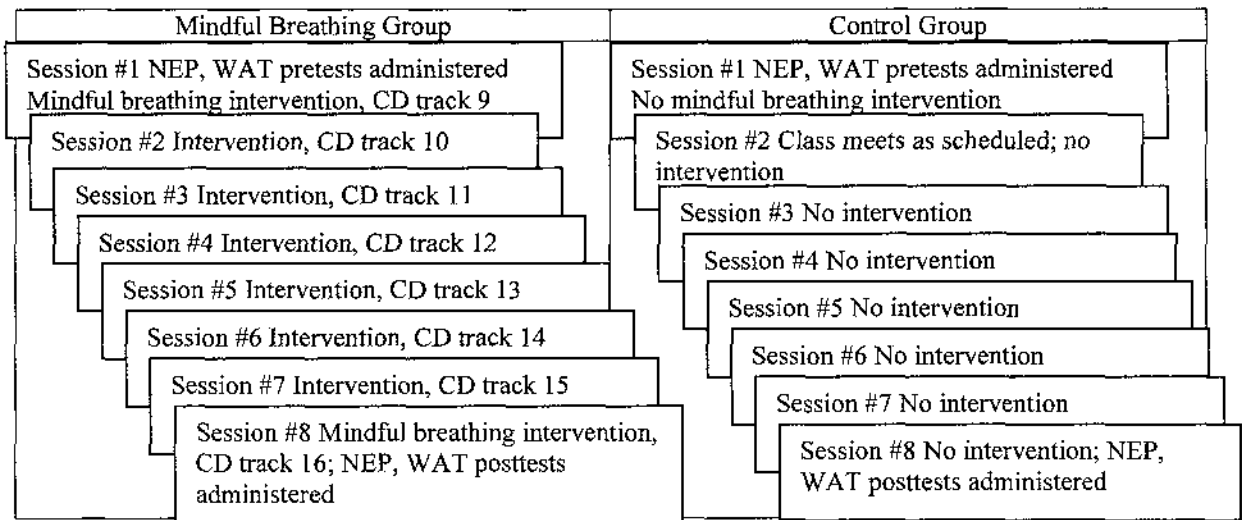 Mindful Breathing Group
Session #1 NEP, WAT pretests administered
Mindful breathing intervention, CD track 9
Session #2 Intervention, CD track 10
Session #3 Intervention, CD track 11
Session #4 Intervention, CD track 12
Session #5 Intervention, CD track 13
Session #6 Intervention, CD track 14
Session #7 Intervention, CD track 15
Session #8 Mindful breathing intervention,
CD track 16; NEP, WAT posttests
administered
Control Group
Session #1 NEP, WAT pretests administered
No mindful breathing intervention
Session #2 Class meets as scheduled; no
intervention
Session #3 No intervention
Session #4 No intervention
Session #5 No intervention
Session #6 No intervention
Session #7 No intervention
Session #8 No intervention; NEP,
WAT posttests administered